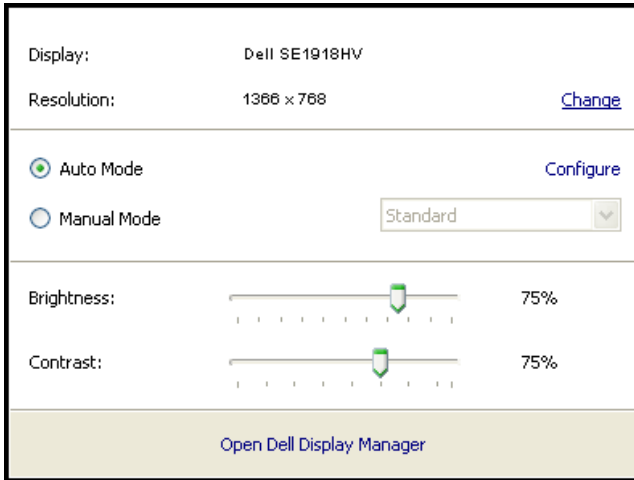 Display: Dell SE1918HV
Resolution: 1366 x 768 Change
Auto Mode Configure
Manual Mode Standard
Brightness: 75%
Contrast: 75%
Open Dell Display Manager